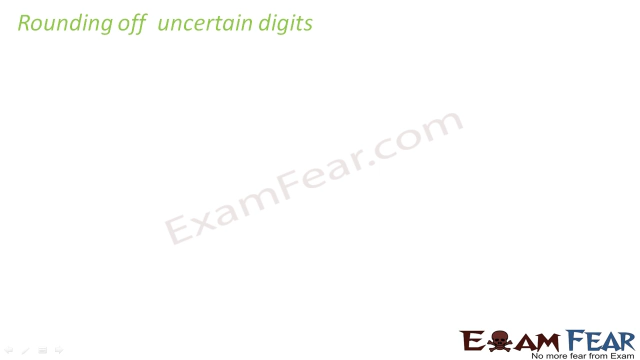 Rounding off uncertain digits
ExamFear.com
EXAM FEAR
No more fear from Exam